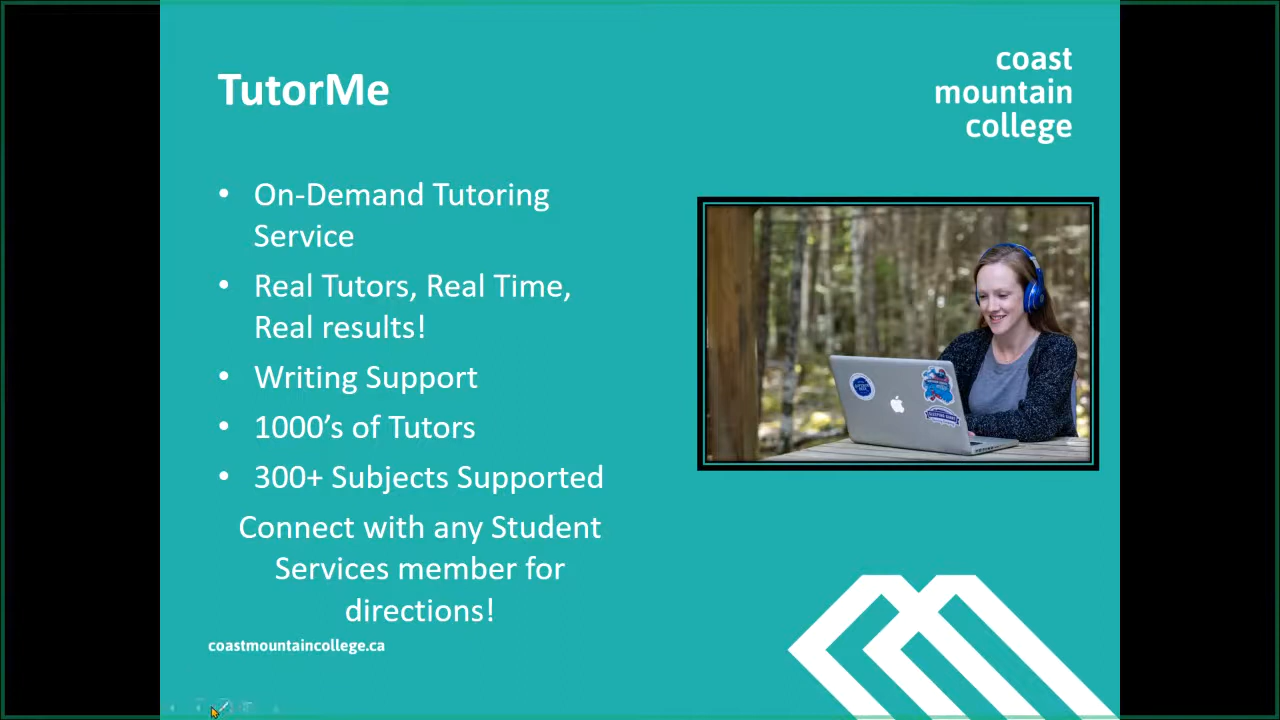 TutorMe
coast
mountain
college
• On-Demand Tutoring
Service
• Real Tutors, Real Time,
Real results!
• Writing Support
• 1000’s of Tutors
• 300+ Subjects Supported
Connect with any Student
Services member for
directions!
coastmountaincollege.ca